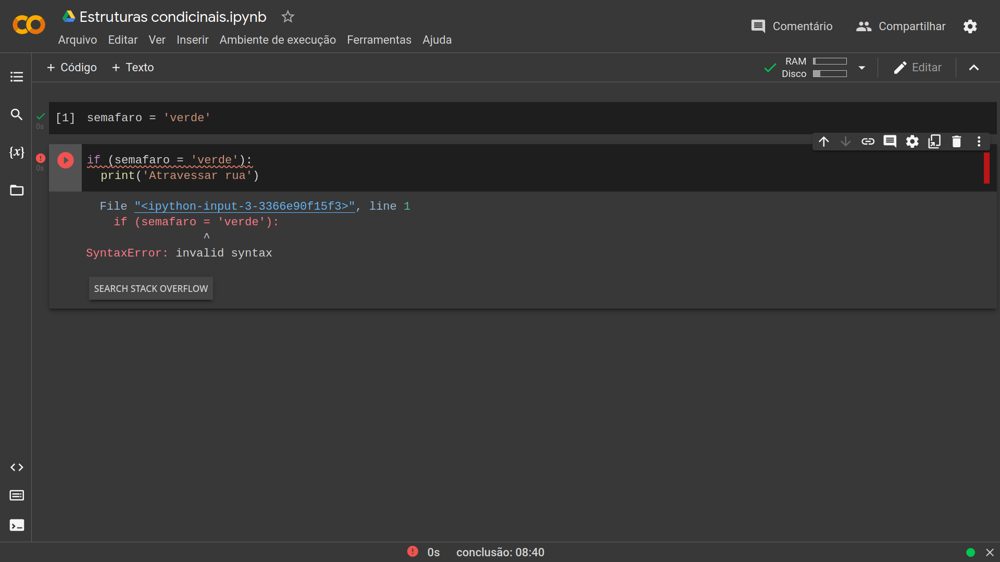 Estruturas condicinais.ipynb
Arquivo Editar Ver Inserir Ambiente de execução Ferramentas Ajuda
Comentário Compartilhar
+ Código + Texto
RAM
Disco
Editar
[1] semafaro = 'verde'
0s
if (semafaro = 'verde'):
0s
print('Atravessar rua')
File "<ipython-input-3-3366e90f15f3>", line 1
if (semafaro = 'verde'):
^
SyntaxError: invalid syntax
SEARCH STACK OVERFLOW
0s conclusão: 08:40